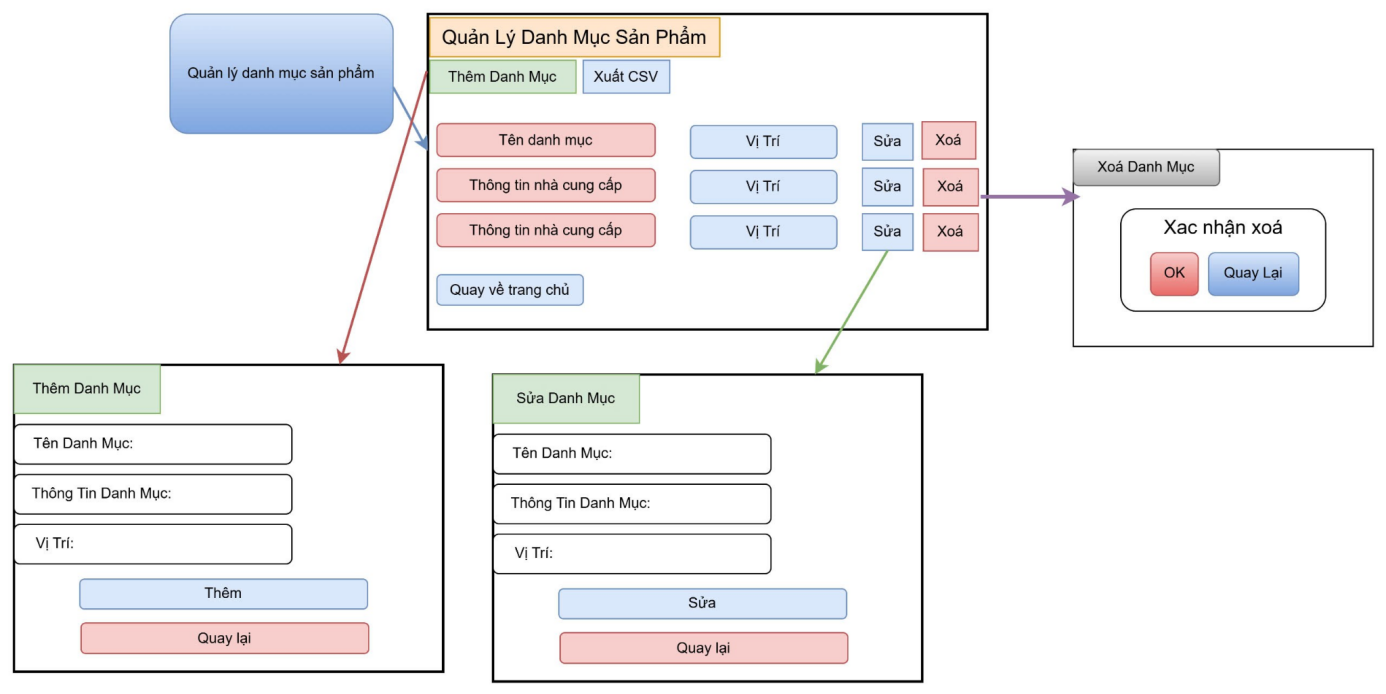 Quản lý danh mục sản phẩm
Quản Lý Danh Mục Sản Phẩm
Thêm Danh Mục
Xuất CSV
Tên danh mục
Vị Trí
Sửa
Xoá
Thông tin nhà cung cấp
Vị Trí
Sửa
Xoá
Thông tin nhà cung cấp
Vị Trí
Sửa
Xoá
Quay về trang chủ
Xoá Danh Mục
Xac nhận xoá
OK
Quay Lại
Thêm Danh Mục
Tên Danh Mục:
Thông Tin Danh Mục:
Vị Trí:
Thêm
Quay lại
Sửa Danh Mục
Tên Danh Mục:
Thông Tin Danh Mục:
Vị Trí:
Sửa
Quay lại